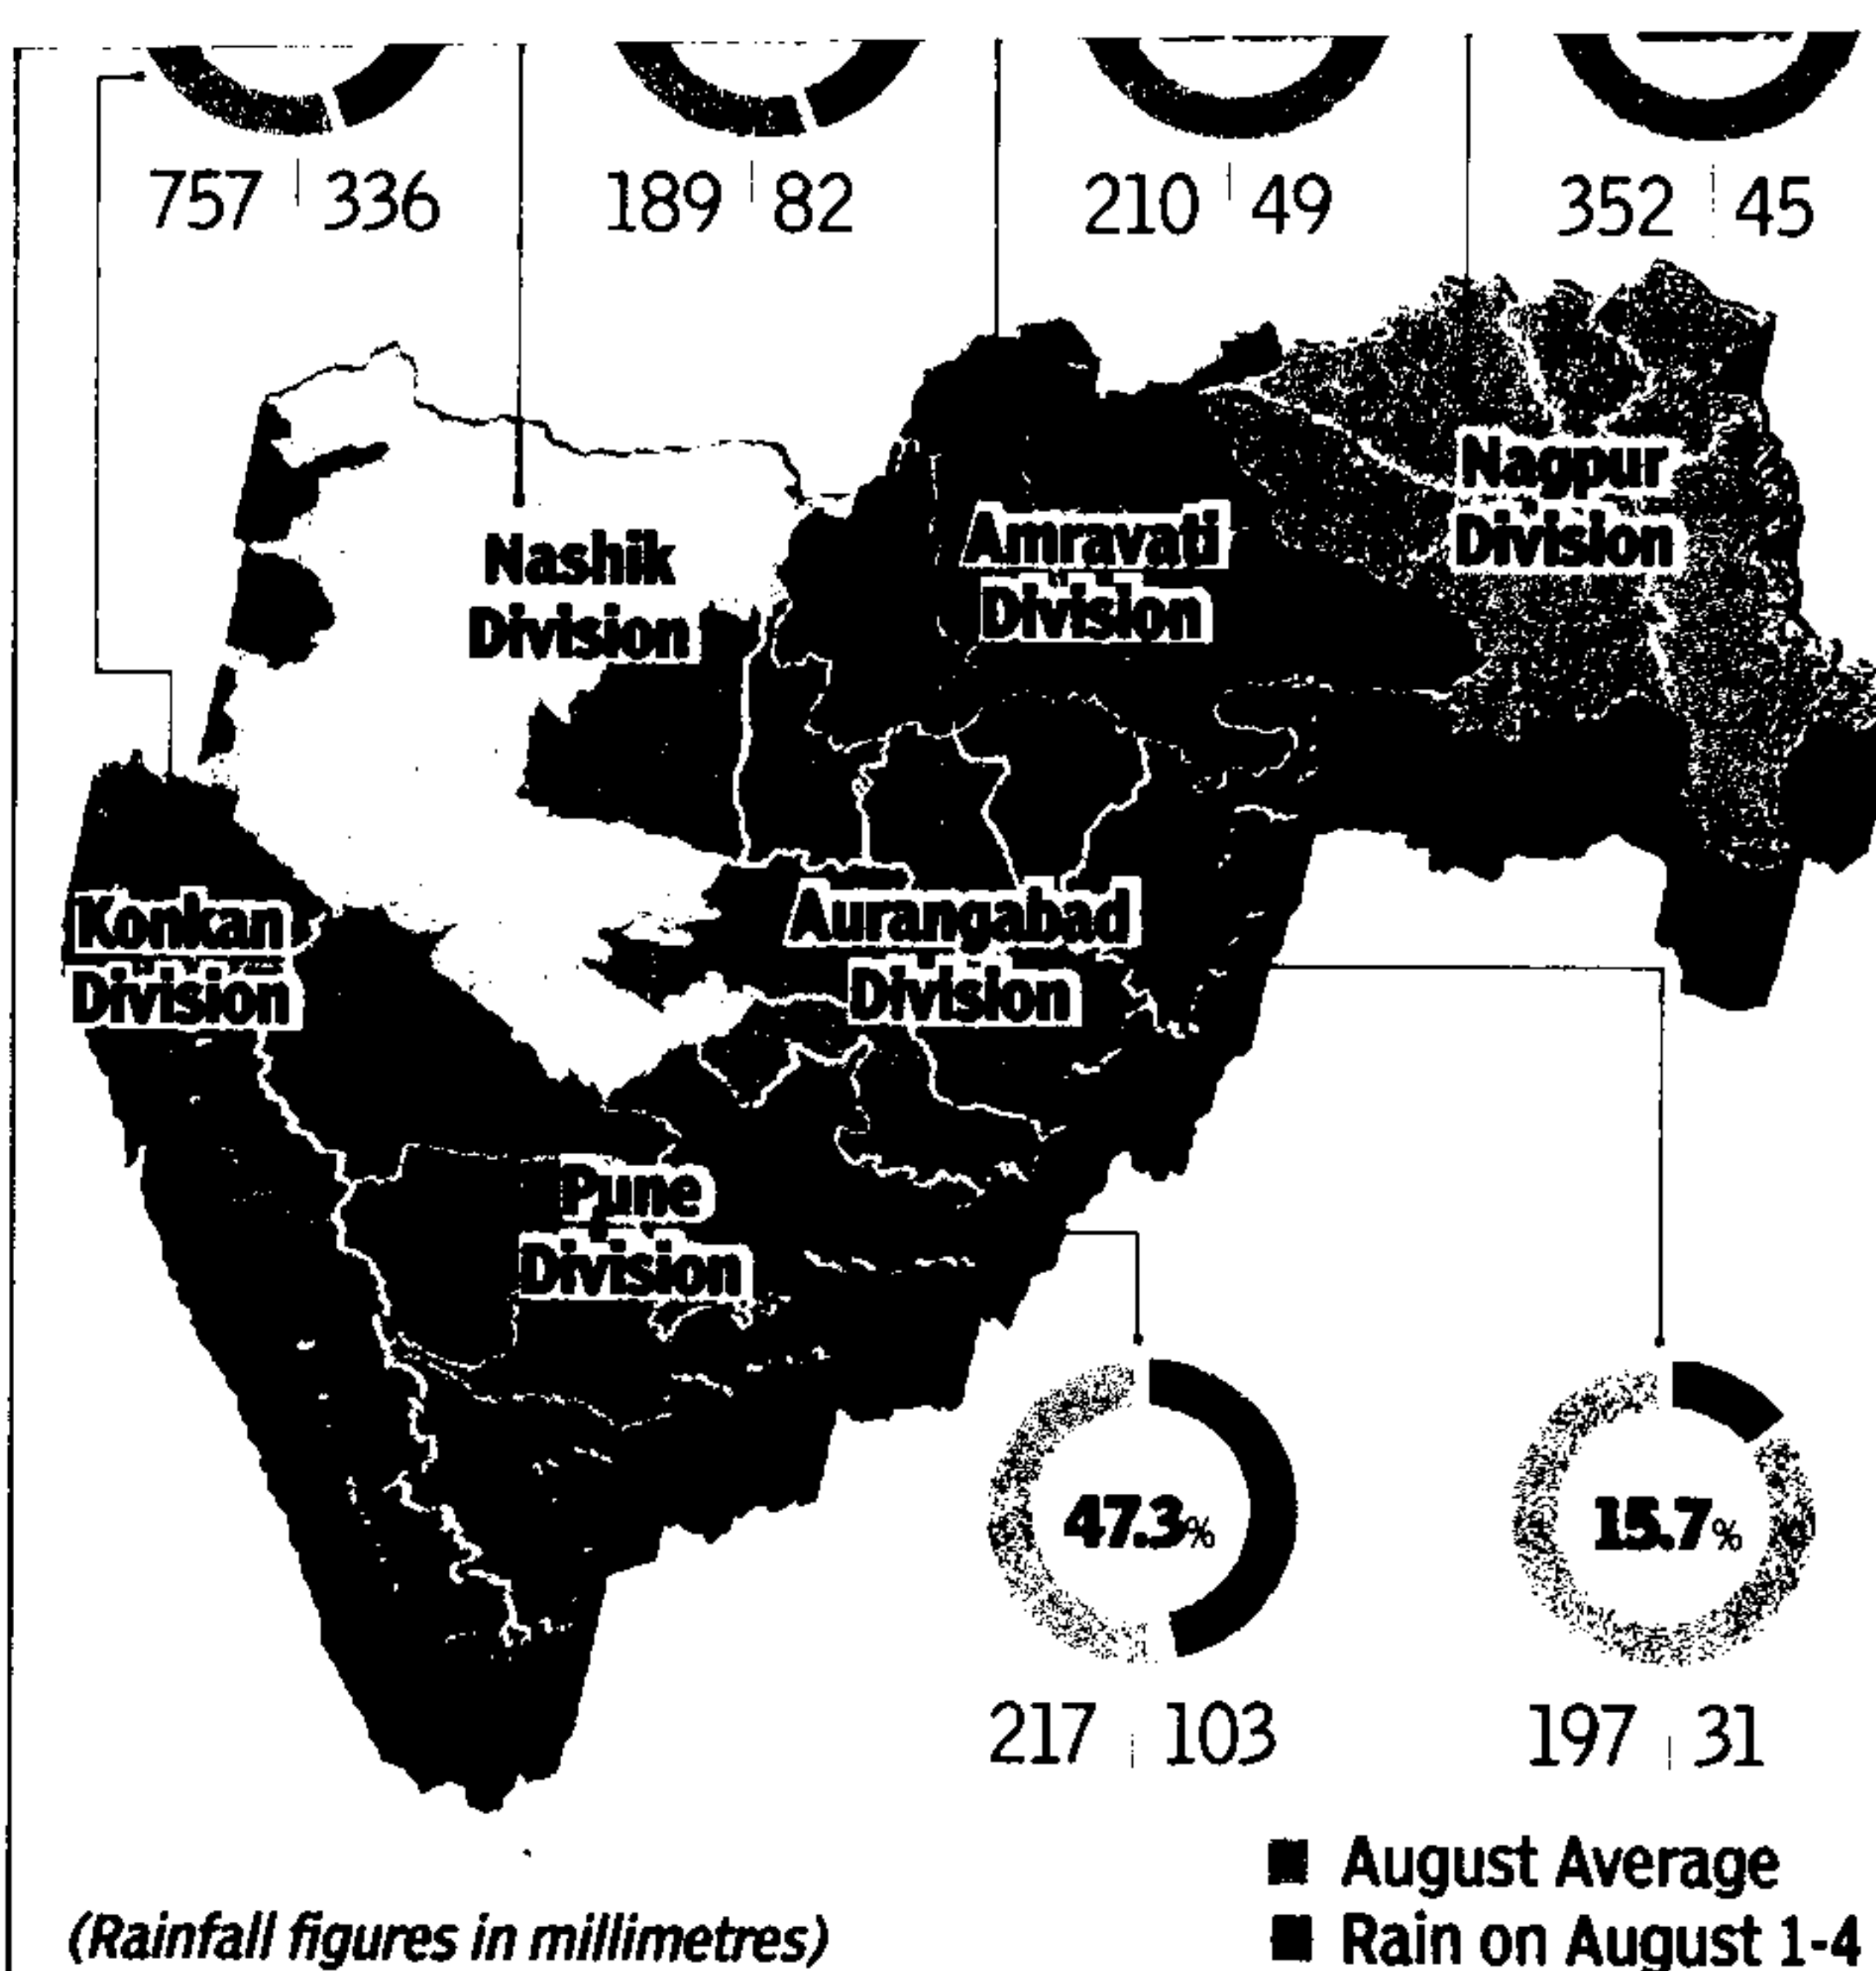 757 | 336
189 | 82
210 | 49
352 | 45
Nagpur
Division
Amravati
Division
Nashik
Division
Konkan
Division
Aurangabad
Division
Pune
Division
47.3%
15.7%
217 | 103
197 | 31
August Average
Rain on August 1-4
(Rainfall figures in millimetres)